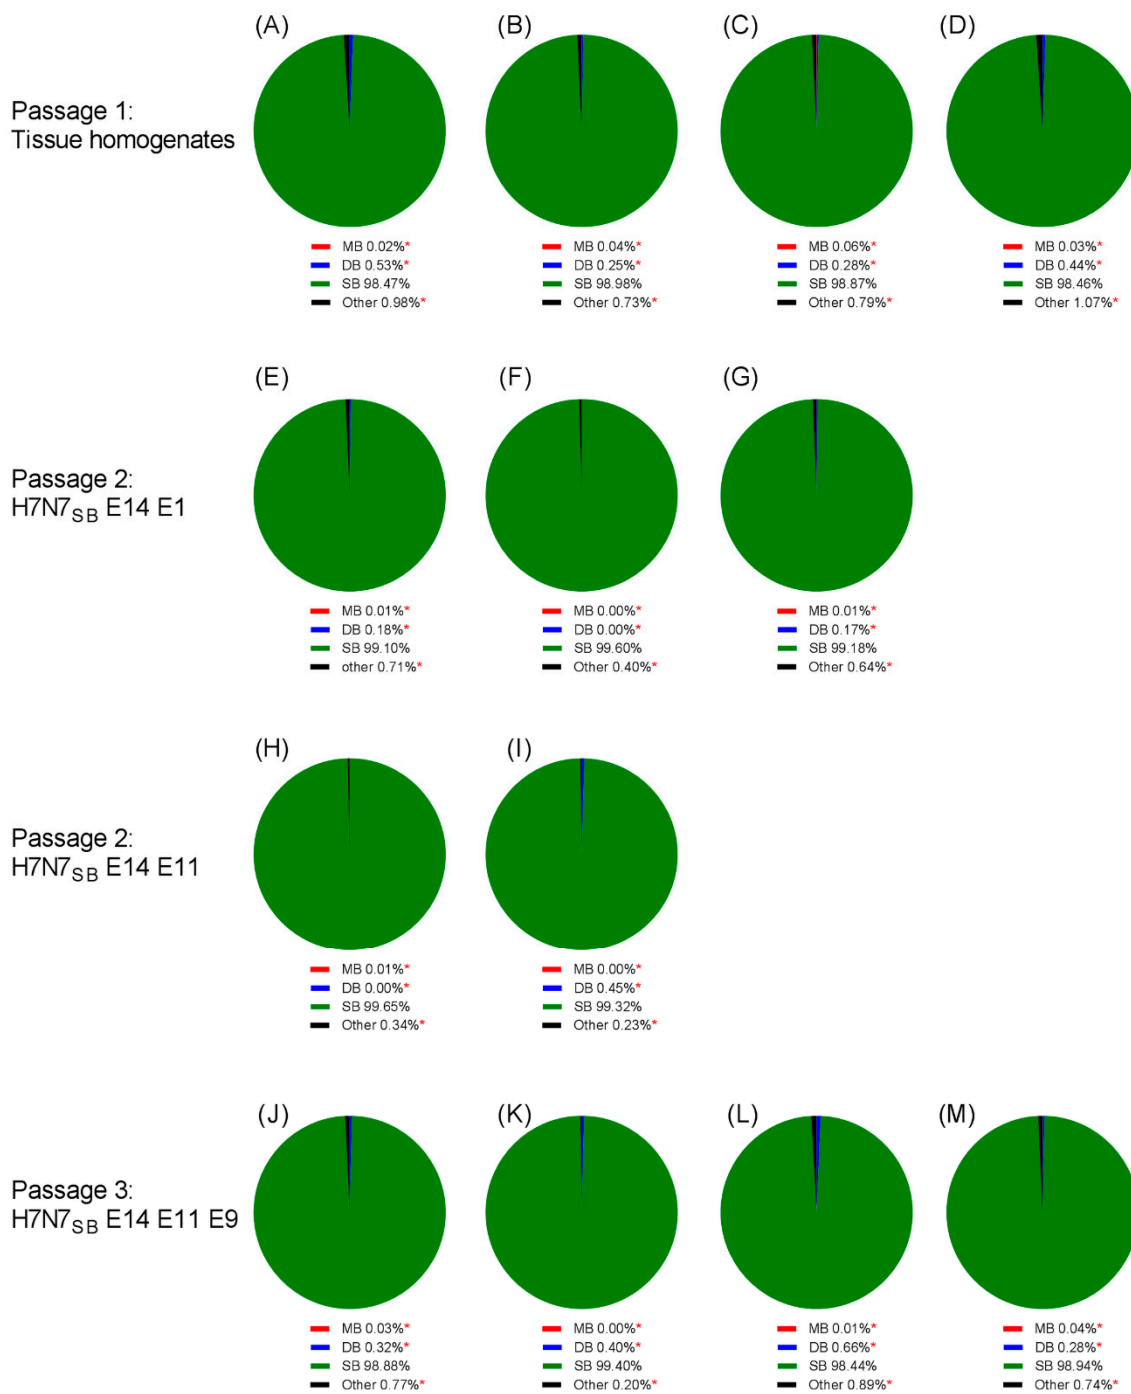 (A)
(B)
(C)
(D)
Passage 1:
Tissue homogenates
MB 0.02%*
DB 0.53%*
SB 98.47%
Other 0.98%*
MB 0.04%*
DB 0.25%*
SB 98.98%
Other 0.73%*
MB 0.06%*
DB 0.28%*
SB 98.87%
Other 0.79%*
MB 0.03%*
DB 0.44%*
SB 98.46%
Other 1.07%*
(E)
(F)
(G)
Passage 2:
H7N7SB E14 E1
MB 0.01%*
DB 0.18%*
SB 99.10%
other 0.71%*
MB 0.00%*
DB 0.00%*
SB 99.60%
Other 0.40%*
MB 0.01%*
DB 0.17%*
SB 99.18%
Other 0.64%*
(H)
(I)
Passage 2:
H7N7SB E14 E11
MB 0.01%*
DB 0.00%*
SB 99.65%
Other 0.34%*
MB 0.00%*
DB 0.45%*
SB 99.32%
Other 0.23%*
(J)
(K)
(L)
(M)
Passage 3:
H7N7SB E14 E11 E9
MB 0.03%*
DB 0.32%*
SB 98.88%
Other 0.77%*
MB 0.00%*
DB 0.40%*
SB 99.40%
Other 0.20%*
MB 0.01%*
DB 0.66%*
SB 98.44%
Other 0.89%*
MB 0.04%*
DB 0.28%*
SB 98.94%
Other 0.74%*